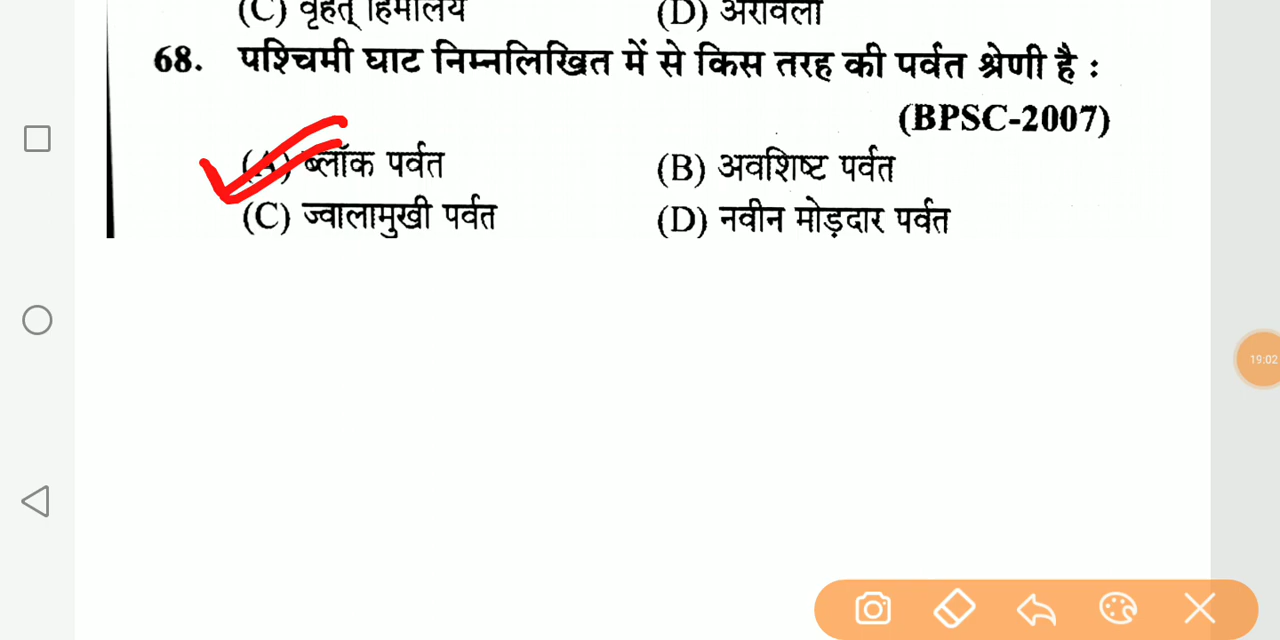 (C) वृहत् हिमालय (D) अरावली
68. पश्चिमी घाट निम्नलिखित में से किस तरह की पर्वत श्रेणी है :
(BPSC-2007)
(A) ब्लॉक पर्वत (B) अवशिष्ट पर्वत
(C) ज्वालामुखी पर्वत (D) नवीन मोड़दार पर्वत
19:02